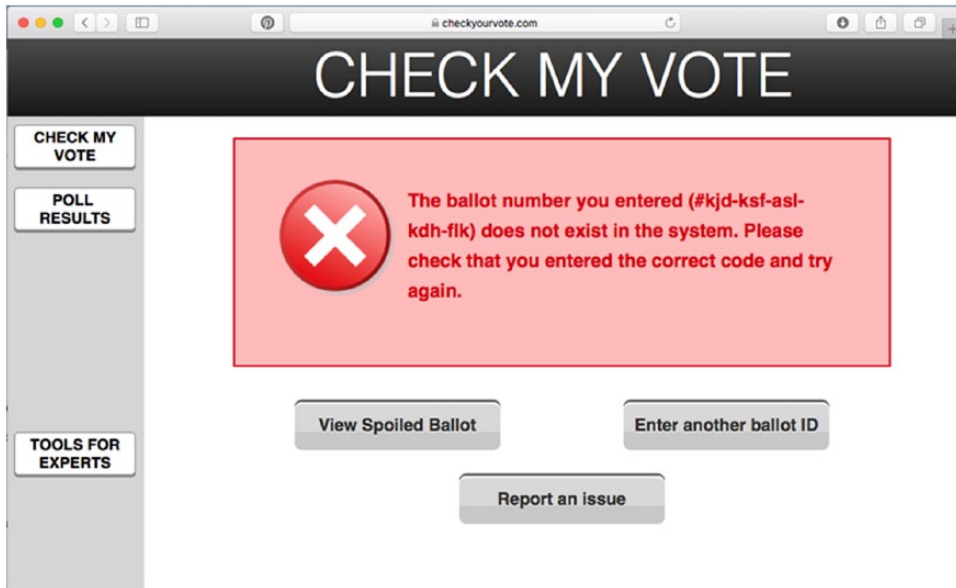 checkyourvote.com
CHECK MY VOTE
CHECK MY
VOTE
POLL
RESULTS
TOOLS FOR
EXPERTS
The ballot number you entered (#kjd-ksf-asl-
kdh-flk) does not exist in the system. Please
check that you entered the correct code and try
again.
View Spoiled Ballot
Enter another ballot ID
Report an issue